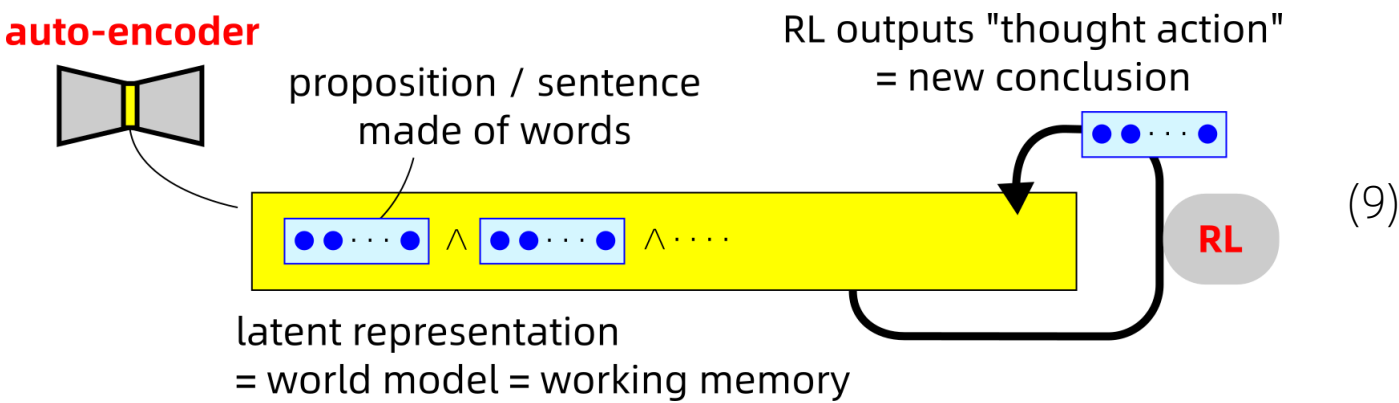 auto-encoder
RL outputs "thought action"
= new conclusion
proposition / sentence
made of words
· · ·
(9)
· · · ∧ · · · ∧ · · · ·
RL
latent representation
= world model = working memory